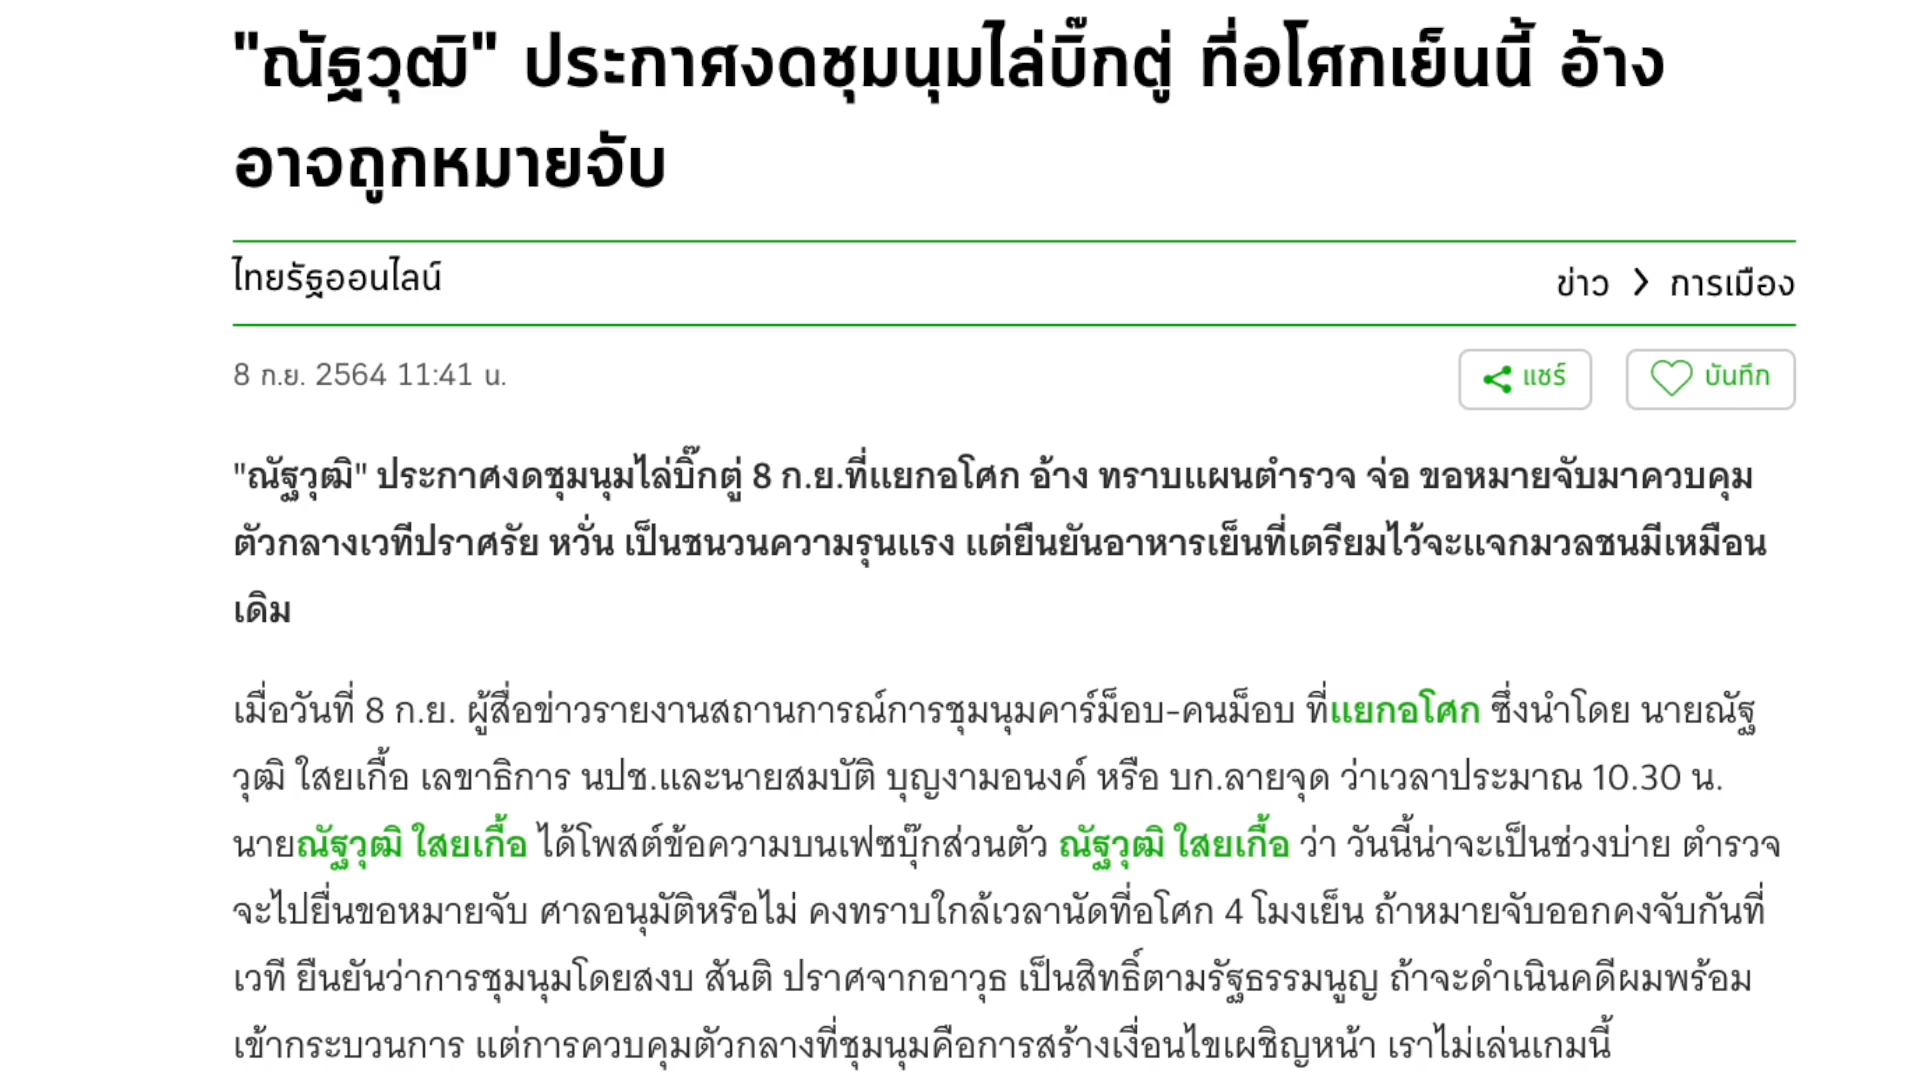 "ณัฐวุฒิ" ประกาศงดชุมนุมไล่บิ๊กตู่ ที่อโศกเย็นนี้ อ้าง
อาจถูกหมายจับ
ไทยรัฐออนไลน์
ข่าว > การเมือง
8 ก.ย. 2564 11:41 น.
แชร์
บันทึก
"ณัฐวุฒิ" ประกาศงดชุมนุมไล่บิ๊กตู่ 8 ก.ย.ที่แยกอโศก อ้าง ทราบแผนตำรวจ จ่อ ขอหมายจับมาควบคุม
ตัวกลางเวทีปราศรัย หวั่น เป็นชนวนความรุนแรง แต่ยืนยันอาหารเย็นที่เตรียมไว้จะแจกมวลชนมีเหมือน
เดิม
เมื่อวันที่ 8 ก.ย. ผู้สื่อข่าวรายงานสถานการณ์การชุมนุมคาร์ม็อบ-คนม็อบ ที่แยกอโศก ซึ่งนำโดย นายณัฐ
วุฒิ ใสยเกื้อ เลขาธิการ นปช.และนายสมบัติ บุญงามอนงค์ หรือ บก.ลายจุด ว่าเวลาประมาณ 10.30 น.
นายณัฐวุฒิ ใสยเกื้อ ได้โพสต์ข้อความบนเฟซบุ๊กส่วนตัว ณัฐวุฒิ ใสยเกื้อ ว่า วันนี้น่าจะเป็นช่วงบ่าย ตำรวจ
จะไปยื่นขอหมายจับ ศาลอนุมัติหรือไม่ คงทราบใกล้เวลานัดที่อโศก 4 โมงเย็น ถ้าหมายจับออกคงจับกันที่
เวที ยืนยันว่าการชุมนุมโดยสงบ สันติ ปราศจากอาวุธ เป็นสิทธิ์ตามรัฐธรรมนูญ ถ้าจะดำเนินคดีผมพร้อม
เข้ากระบวนการ แต่การควบคุมตัวกลางที่ชุมนุมคือการสร้างเงื่อนไขเผชิญหน้า เราไม่เล่นเกมนี้